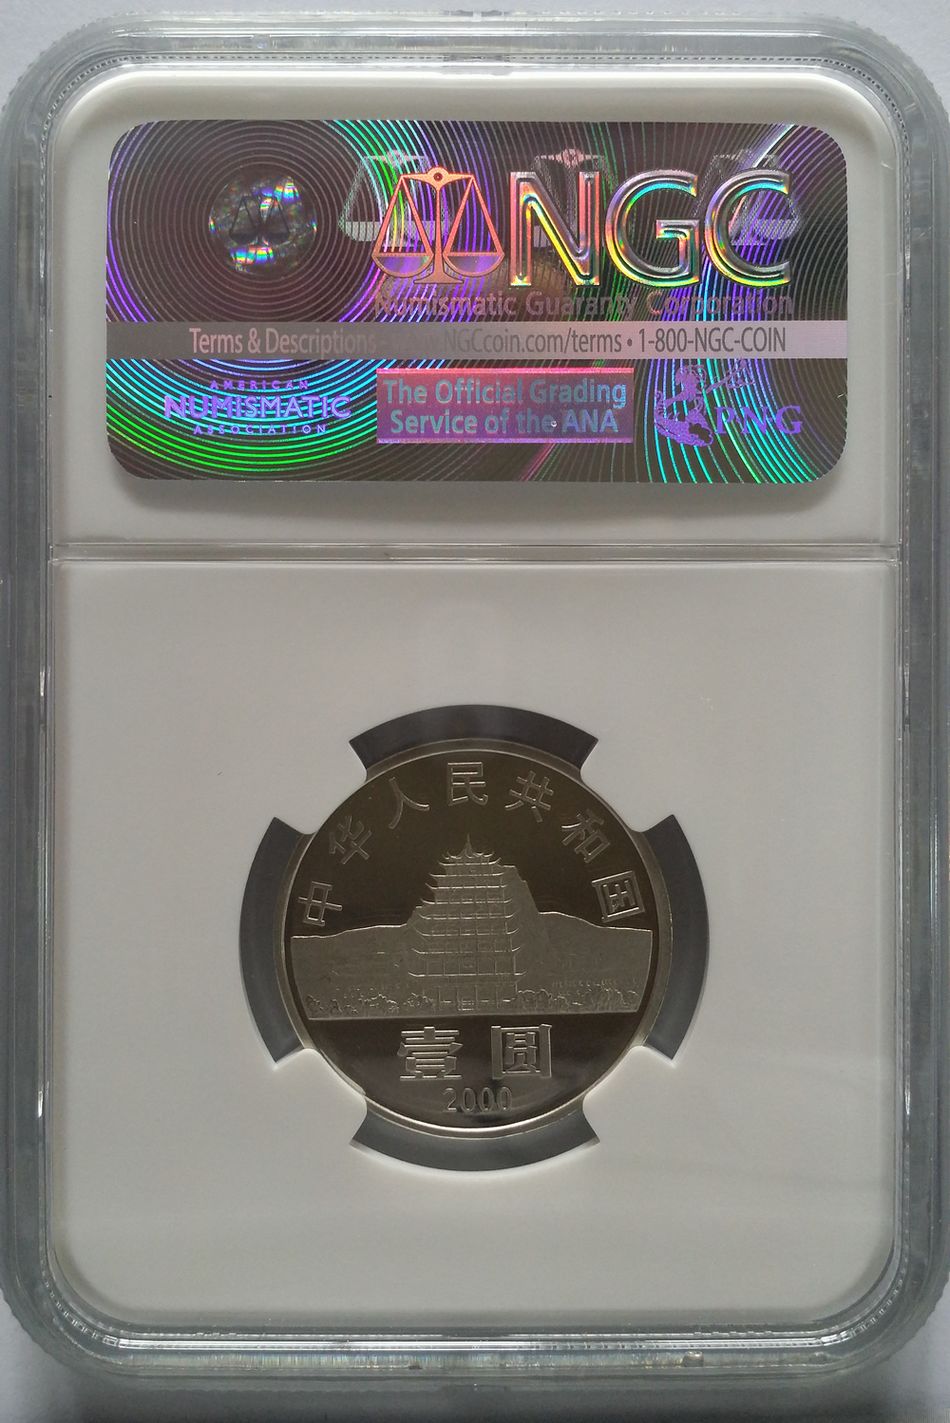 NGC
Numismatic Guaranty Corporation
Terms & Descriptions - NGCcoin.com/terms • 1-800-NGC-COIN
AMERICAN
NUMISMATIC
ASSOCIATION
The Official Grading
Service of the ANA
PNG
中华人民共和国
壹圆
2000